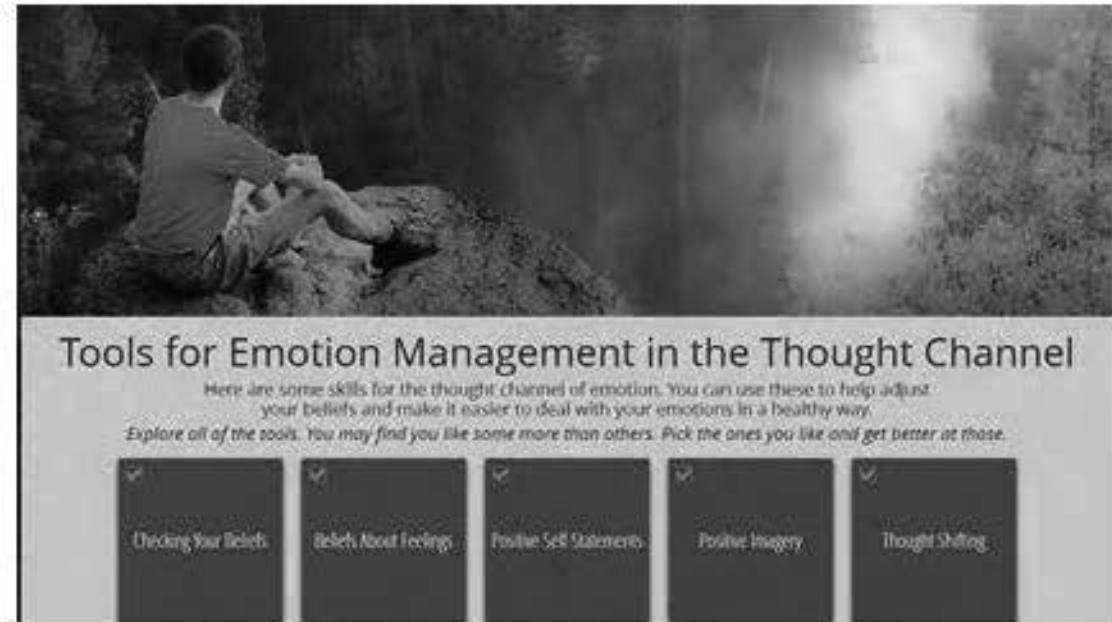 Tools for Emotion Management in the Thought Channel
Here are some skills for the thought channel of emotion. You can use these to help adjust
your beliefs and make it easier to deal with your emotions in a healthy way.
Explore all of the tools. You may find you like some more than others. Pick the ones you like and get better at those.
Checking Your Beliefs
Beliefs About Feelings
Positive Self Statements
Positive Imagery
Thought Shifting